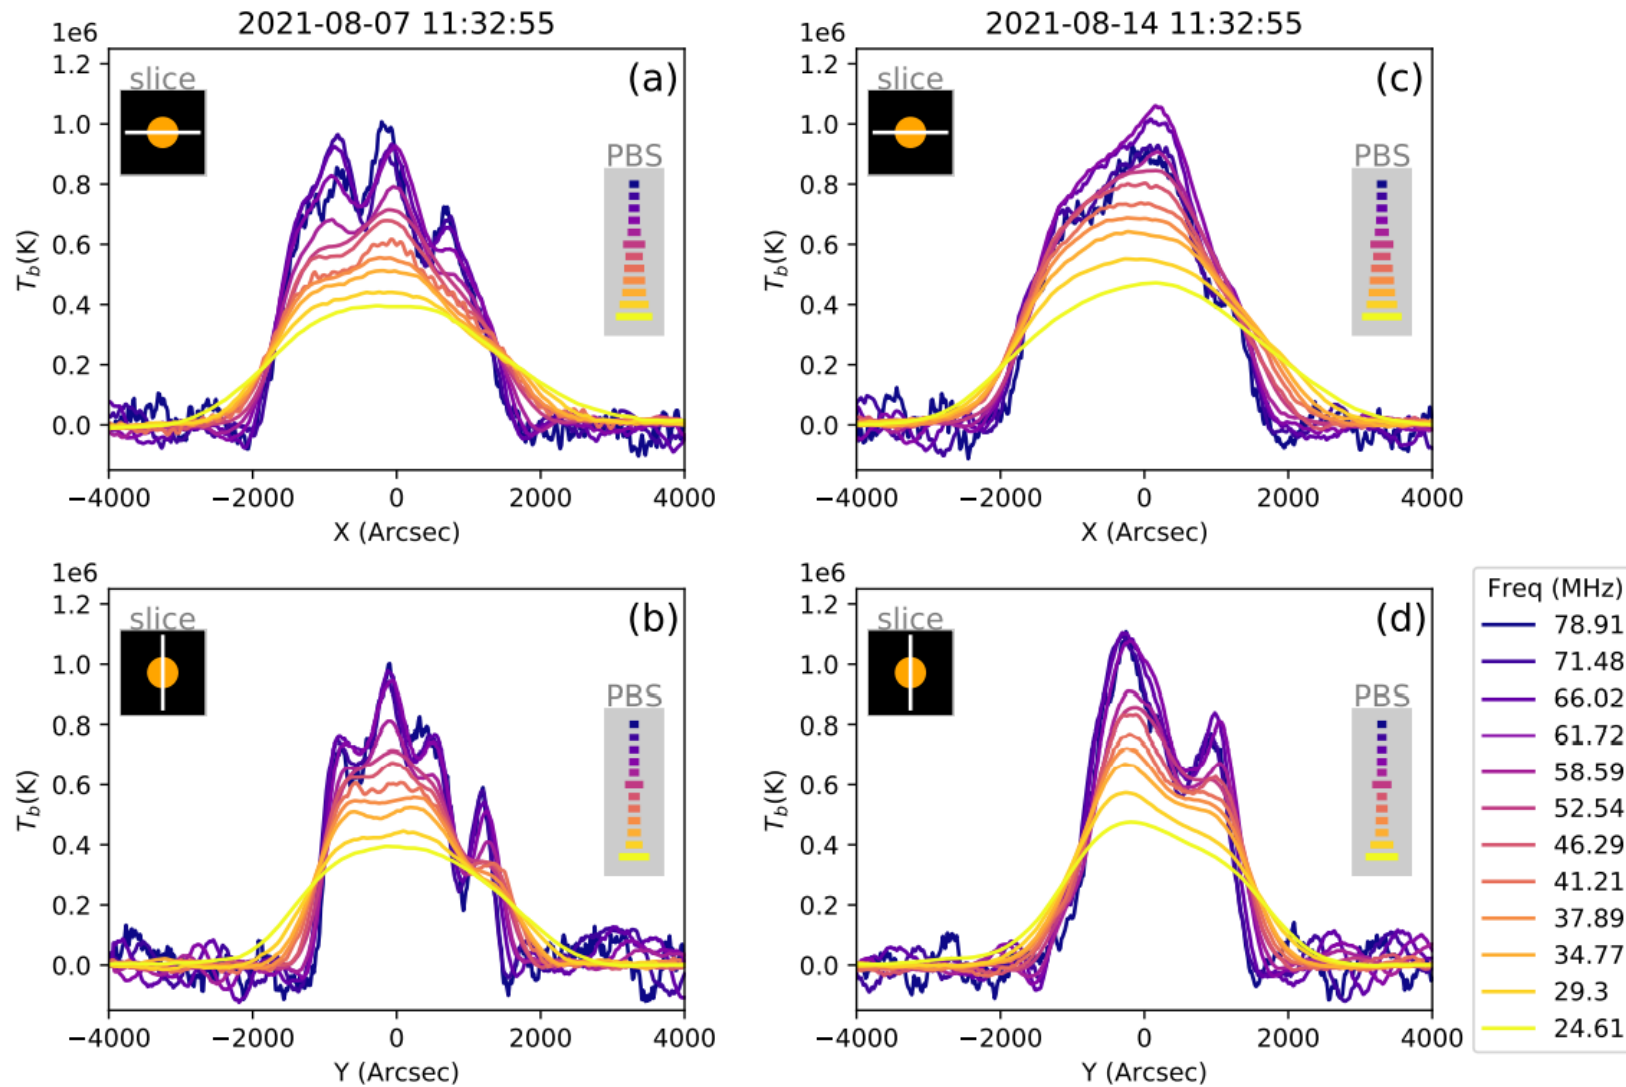 2021-08-07 11:32:55
1e6
slice
(a)
PBS
1.2
1.0
0.8
0.6
0.4
0.2
0.0
T_b(K)
−4000 −2000 0 2000 4000
X (Arcsec)
2021-08-14 11:32:55
1e6
slice
(c)
PBS
1.2
1.0
0.8
0.6
0.4
0.2
0.0
T_b(K)
−4000 −2000 0 2000 4000
X (Arcsec)
1e6
slice
(b)
PBS
1.2
1.0
0.8
0.6
0.4
0.2
0.0
T_b(K)
−4000 −2000 0 2000 4000
Y (Arcsec)
1e6
slice
(d)
PBS
1.2
1.0
0.8
0.6
0.4
0.2
0.0
T_b(K)
−4000 −2000 0 2000 4000
Y (Arcsec)
Freq (MHz)
78.91
71.48
66.02
61.72
58.59
52.54
46.29
41.21
37.89
34.77
29.3
24.61